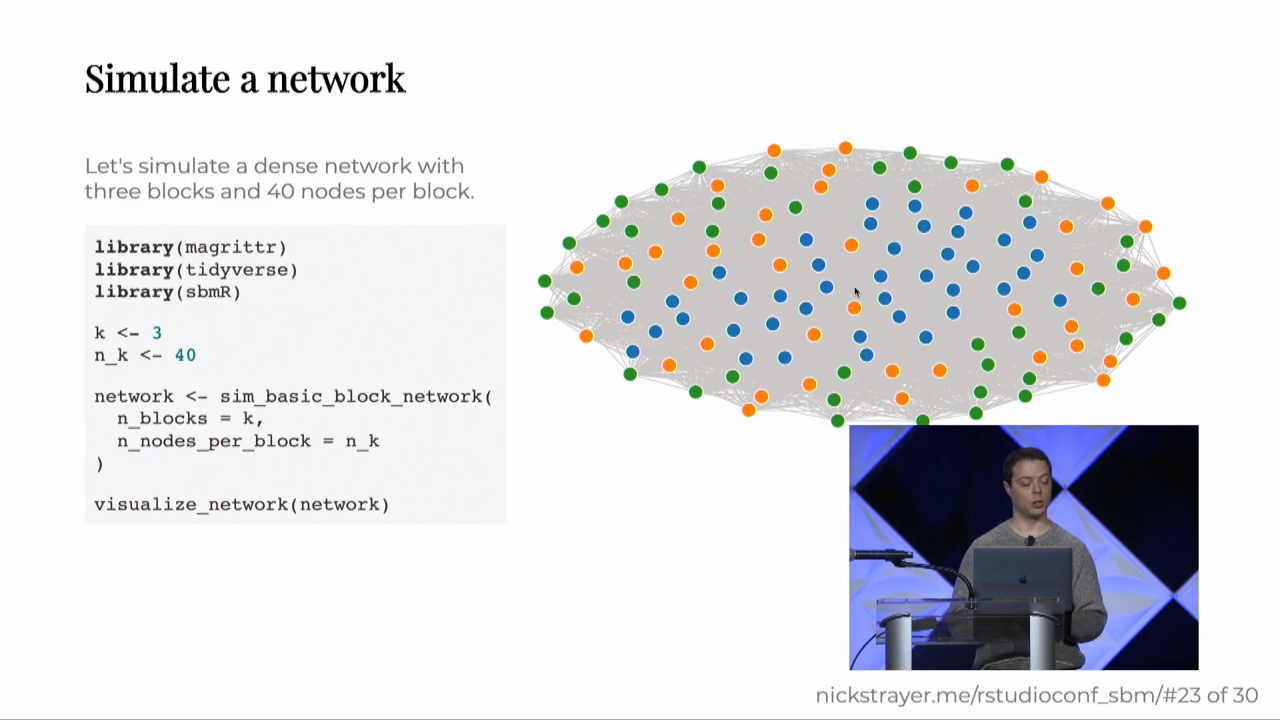 Simulate a network
Let's simulate a dense network with
three blocks and 40 nodes per block.
library(magrittr)
library(tidyverse)
library(sbmR)
k <- 3
n_k <- 40
network <- sim_basic_block_network(
  n_blocks = k,
  n_nodes_per_block = n_k
)
visualize_network(network)
nickstrayer.me/rstudioconf_sbm/#23 of 30